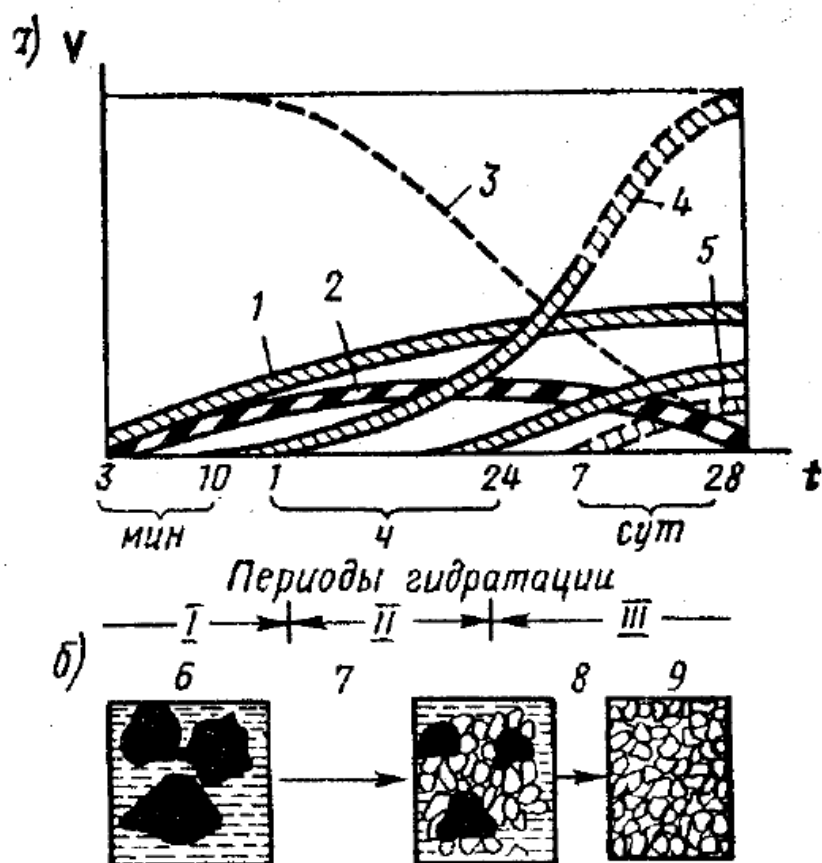 а) V
3
4
5
1 2
3 10 1 24 7 28 t
мин ч сут
Периоды гидратации
I II III
б) 6 7 8 9